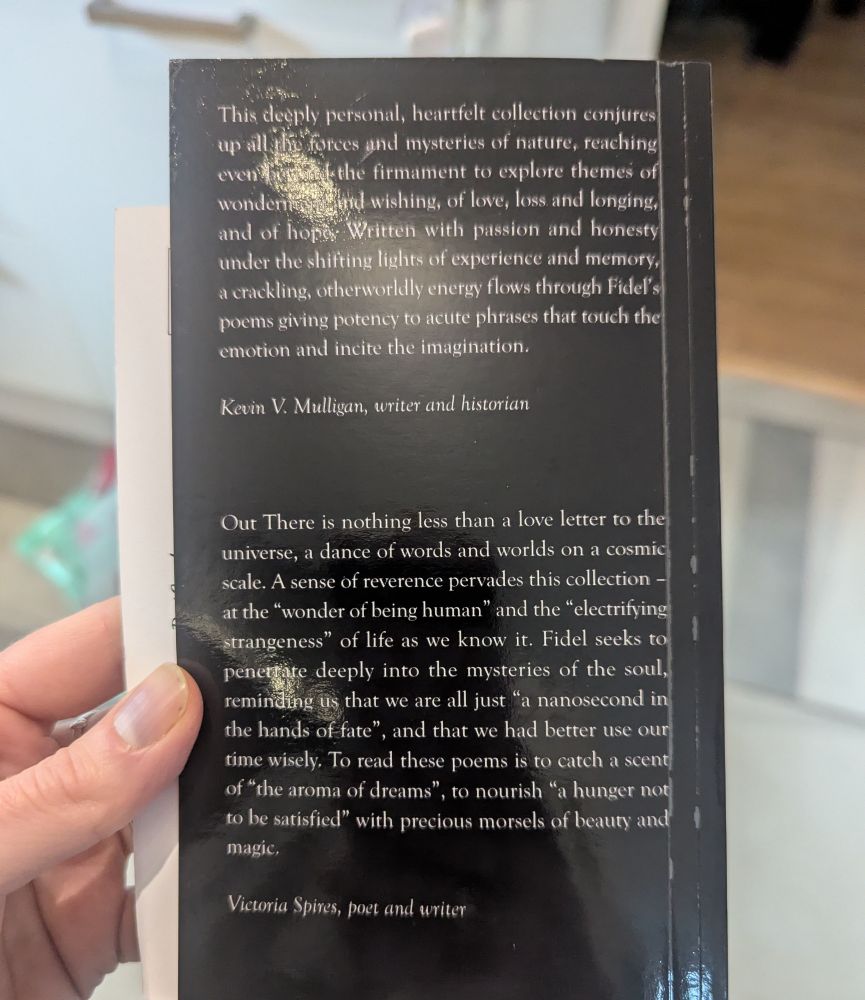 This deeply personal, heartfelt collection conjures
up all the forces and mysteries of nature, reaching
even beyond the firmament to explore themes of
wondering and wishing, of love, loss and longing,
and of hope. Written with passion and honesty
under the shifting lights of experience and memory,
a crackling, otherworldly energy flows through Fidel's
poems giving potency to acute phrases that touch the
emotion and incite the imagination.
Kevin V. Mulligan, writer and historian
Out There is nothing less than a love letter to the
universe, a dance of words and worlds on a cosmic
scale. A sense of reverence pervades this collection –
at the “wonder of being human” and the “electrifying
strangeness” of life as we know it. Fidel seeks to
penetrate deeply into the mysteries of the soul,
reminding us that we are all just “a nanosecond in
the hands of fate”, and that we had better use our
time wisely. To read these poems is to catch a scent
of “the aroma of dreams”, to nourish “a hunger not
to be satisfied” with precious morsels of beauty and
magic.
Victoria Spires, poet and writer